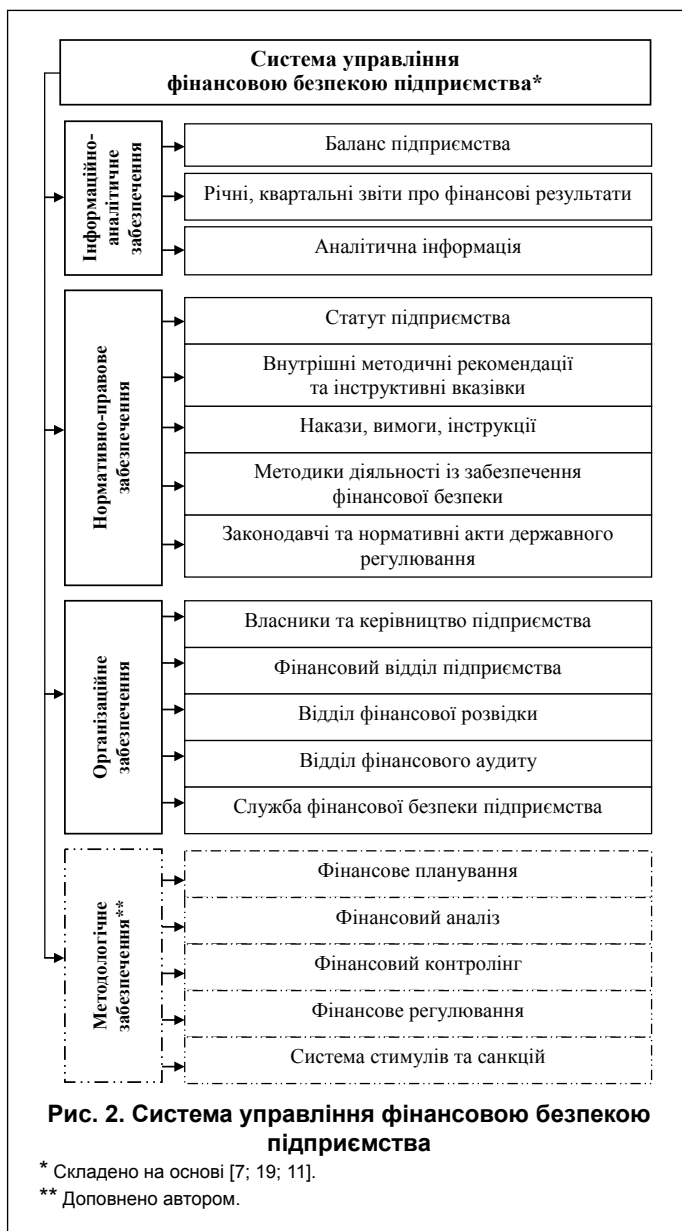 Система управління
фінансовою безпекою підприємства*
Інформаційно-
аналітичне
забезпечення
Баланс підприємства
Річні, квартальні звіти про фінансові результати
Аналітична інформація
Нормативно-правове
забезпечення
Статут підприємства
Внутрішні методичні рекомендації
та інструктивні вказівки
Накази, вимоги, інструкції
Методики діяльності із забезпечення
фінансової безпеки
Законодавчі та нормативні акти державного
регулювання
Організаційне
забезпечення
Власники та керівництво підприємства
Фінансовий відділ підприємства
Відділ фінансової розвідки
Відділ фінансового аудиту
Служба фінансової безпеки підприємства
Методологічне
забезпечення**
Фінансове планування
Фінансовий аналіз
Фінансовий контролінг
Фінансове регулювання
Система стимулів та санкцій
Рис. 2. Система управління фінансовою безпекою
підприємства
* Складено на основі [7; 19; 11].
** Доповнено автором.